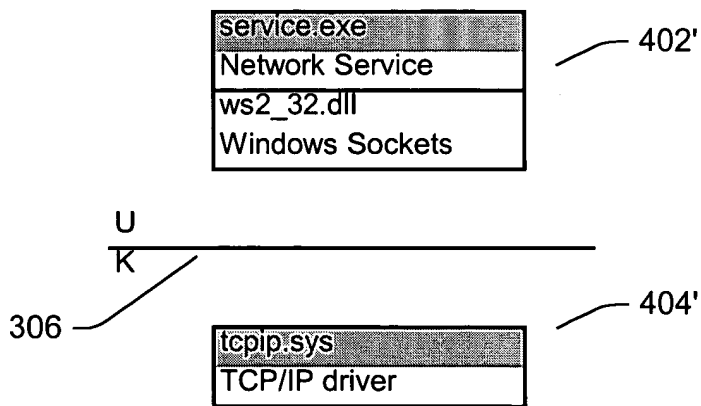 service.exe
402'
Network Service
ws2_32.dll
Windows Sockets
U
K
306
404'
tcpip.sys
TCP/IP driver